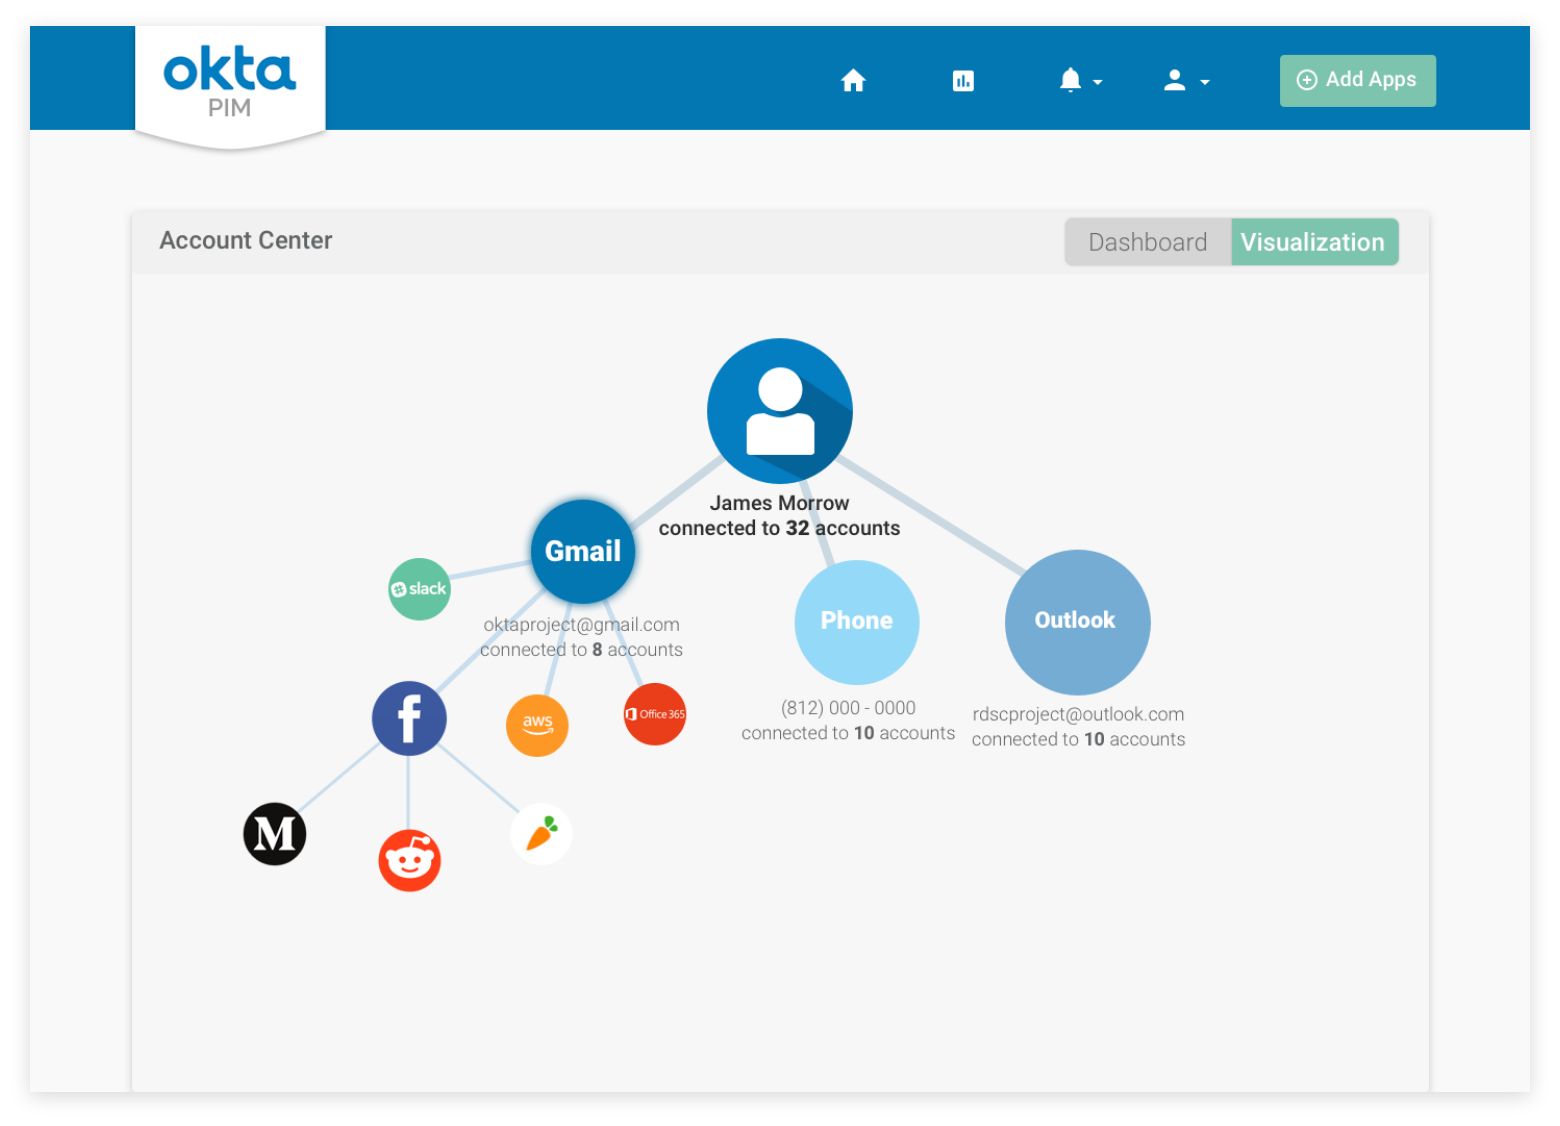 okta
PIM
Add Apps
Account Center
Dashboard
Visualization
James Morrow
connected to 32 accounts
Gmail
slack
oktaproject@gmail.com
connected to 8 accounts
Phone
Outlook
f
aws
Office 365
(812) 000 - 0000
connected to 10 accounts
rdscproject@outlook.com
connected to 10 accounts
M